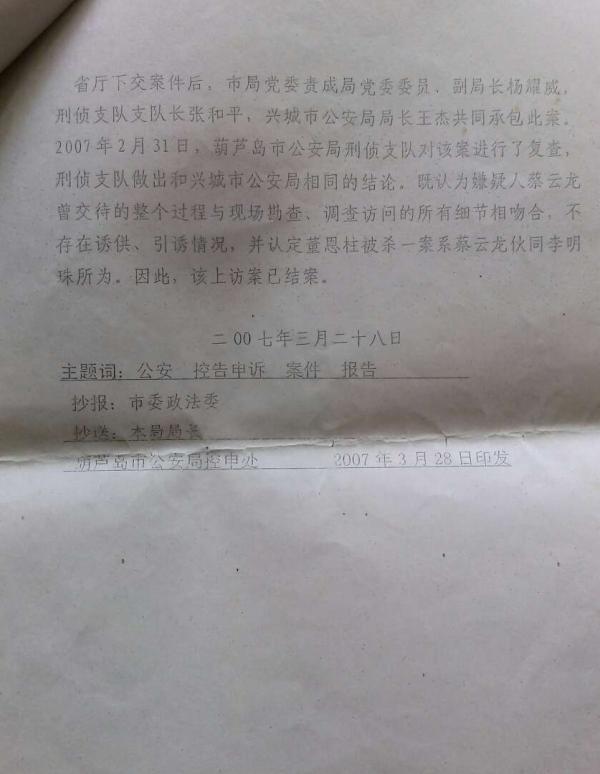 省厅下交案件后，市局党委责成局党委委员、副局长杨耀威，
刑侦支队支队长张和平，兴城市公安局局长王杰共同承包此案。
2007年2月31日，葫芦岛市公安局刑侦支队对该案进行了复查，
刑侦支队做出和兴城市公安局相同的结论。既认为嫌疑人蔡云龙
曾交待的整个过程与现场勘查、调查访问的所有细节相吻合，不
存在诱供、引诱情况，并认定董恩柱被杀一案系蔡云龙伙同李明
珠所为。因此，该上访案已结案。
二00七年三月二十八日
主题词：公安 控告申诉 案件 报告
抄报：市委政法委
抄送：本局局长
葫芦岛市公安局控申处 2007年3月28日印发